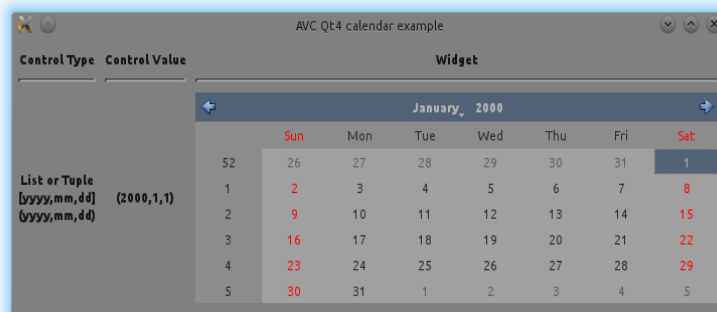 AVC Qt4 calendar example
Control Type Control Value Widget
January 2000
Sun Mon Tue Wed Thu Fri Sat
52 26 27 28 29 30 31 1
1 2 3 4 5 6 7 8
2 9 10 11 12 13 14 15
3 16 17 18 19 20 21 22
4 23 24 25 26 27 28 29
5 30 31 1 2 3 4 5
List or Tuple
[yyyy,mm,dd]
(yyyy,mm,dd)
(2000,1,1)